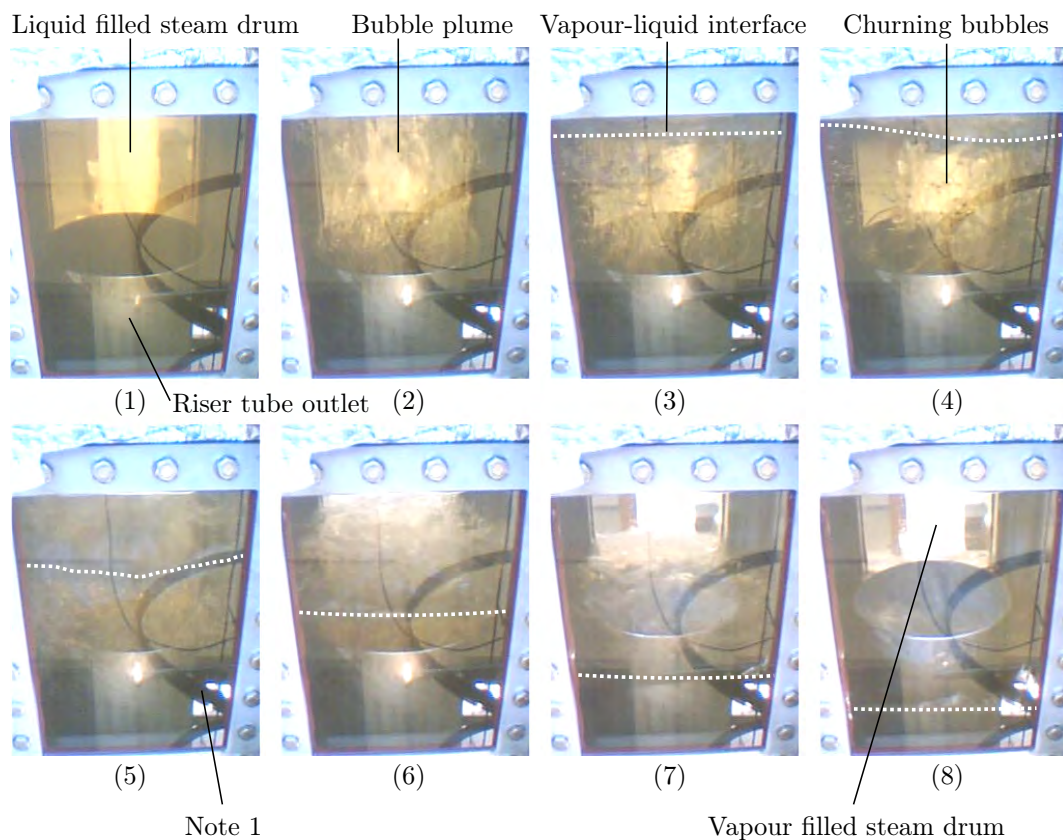 Liquid filled steam drum
Bubble plume
Vapour-liquid interface
Churning bubbles
(1)
Riser tube outlet
(2)
(3)
(4)
(5)
(6)
(7)
(8)
Note 1
Vapour filled steam drum